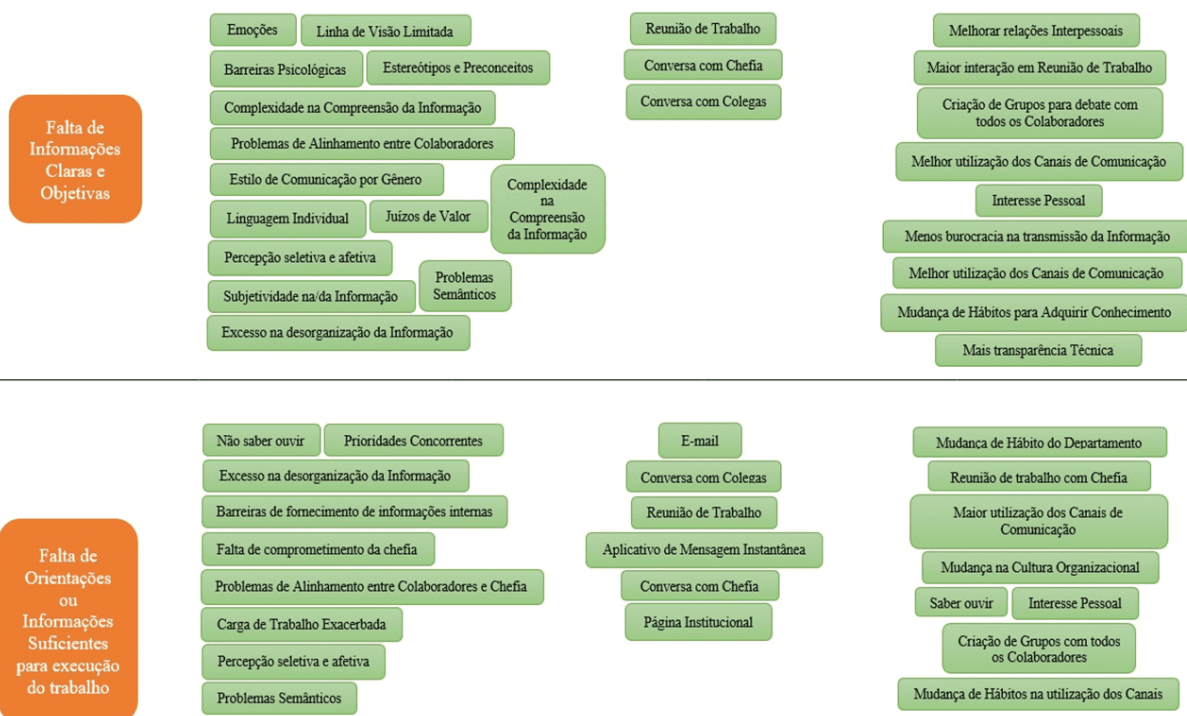 Falta de
Informações
Claras e
Objetivas
Emoções
Linha de Visão Limitada
Barreiras Psicológicas
Estereótipos e Preconceitos
Complexidade na Compreensão da Informação
Problemas de Alinhamento entre Colaboradores
Estilo de Comunicação por Gênero
Complexidade
na
Compreensão
da Informação
Linguagem Individual
Juízos de Valor
Percepção seletiva e afetiva
Subjetividade na/da Informação
Problemas
Semânticos
Excesso na desorganização da Informação
Reunião de Trabalho
Conversa com Chefia
Conversa com Colegas
Melhorar relações Interpessoais
Maior interação em Reunião de Trabalho
Criação de Grupos para debate com
todos os Colaboradores
Melhor utilização dos Canais de Comunicação
Interesse Pessoal
Menos burocracia na transmissão da Informação
Melhor utilização dos Canais de Comunicação
Mudança de Hábitos para Adquirir Conhecimento
Mais transparência Técnica
Falta de
Orientações
ou
Informações
Suficientes
para execução
do trabalho
Não saber ouvir
Prioridades Concorrentes
Excesso na desorganização da Informação
Barreiras de fornecimento de informações internas
Falta de comprometimento da chefia
Problemas de Alinhamento entre Colaboradores e Chefia
Carga de Trabalho Exacerbada
Percepção seletiva e afetiva
Problemas Semânticos
E-mail
Conversa com Colegas
Reunião de Trabalho
Aplicativo de Mensagem Instantânea
Conversa com Chefia
Página Institucional
Mudança de Hábito do Departamento
Reunião de trabalho com Chefia
Maior utilização dos Canais de
Comunicação
Mudança na Cultura Organizacional
Saber ouvir
Interesse Pessoal
Criação de Grupos com todos
os Colaboradores
Mudança de Hábitos na utilização dos Canais